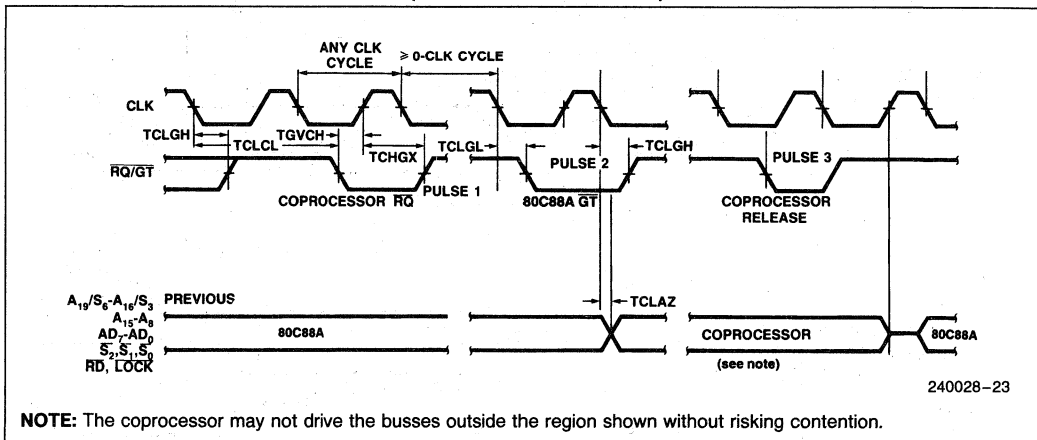 ANY CLK CYCLE
≥ 0-CLK CYCLE
CLK
TCLGH
TCLCL
TGVCH
TCHGX
TCLGL
PULSE 2
TCLGH
PULSE 3
RQ/GT
PULSE 1
COPROCESSOR RQ
80C88A GT
COPROCESSOR RELEASE
TCLAZ
A19/S6-A16/S3 PREVIOUS
A15-A8
AD7-AD0
80C88A
COPROCESSOR
80C88A
S2,S1,S0
RD, LOCK
(see note)
240028-23
NOTE: The coprocessor may not drive the busses outside the region shown without risking contention.